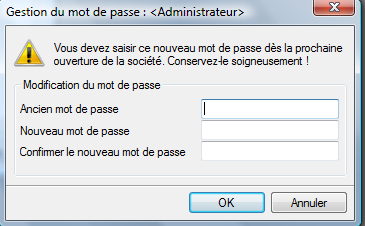 Gestion du mot de passe : <Administrateur>
Vous devez saisir ce nouveau mot de passe dès la prochaine
ouverture de la société. Conservez-le soigneusement !
Modification du mot de passe
Ancien mot de passe
Nouveau mot de passe
Confirmer le nouveau mot de passe
OK
Annuler